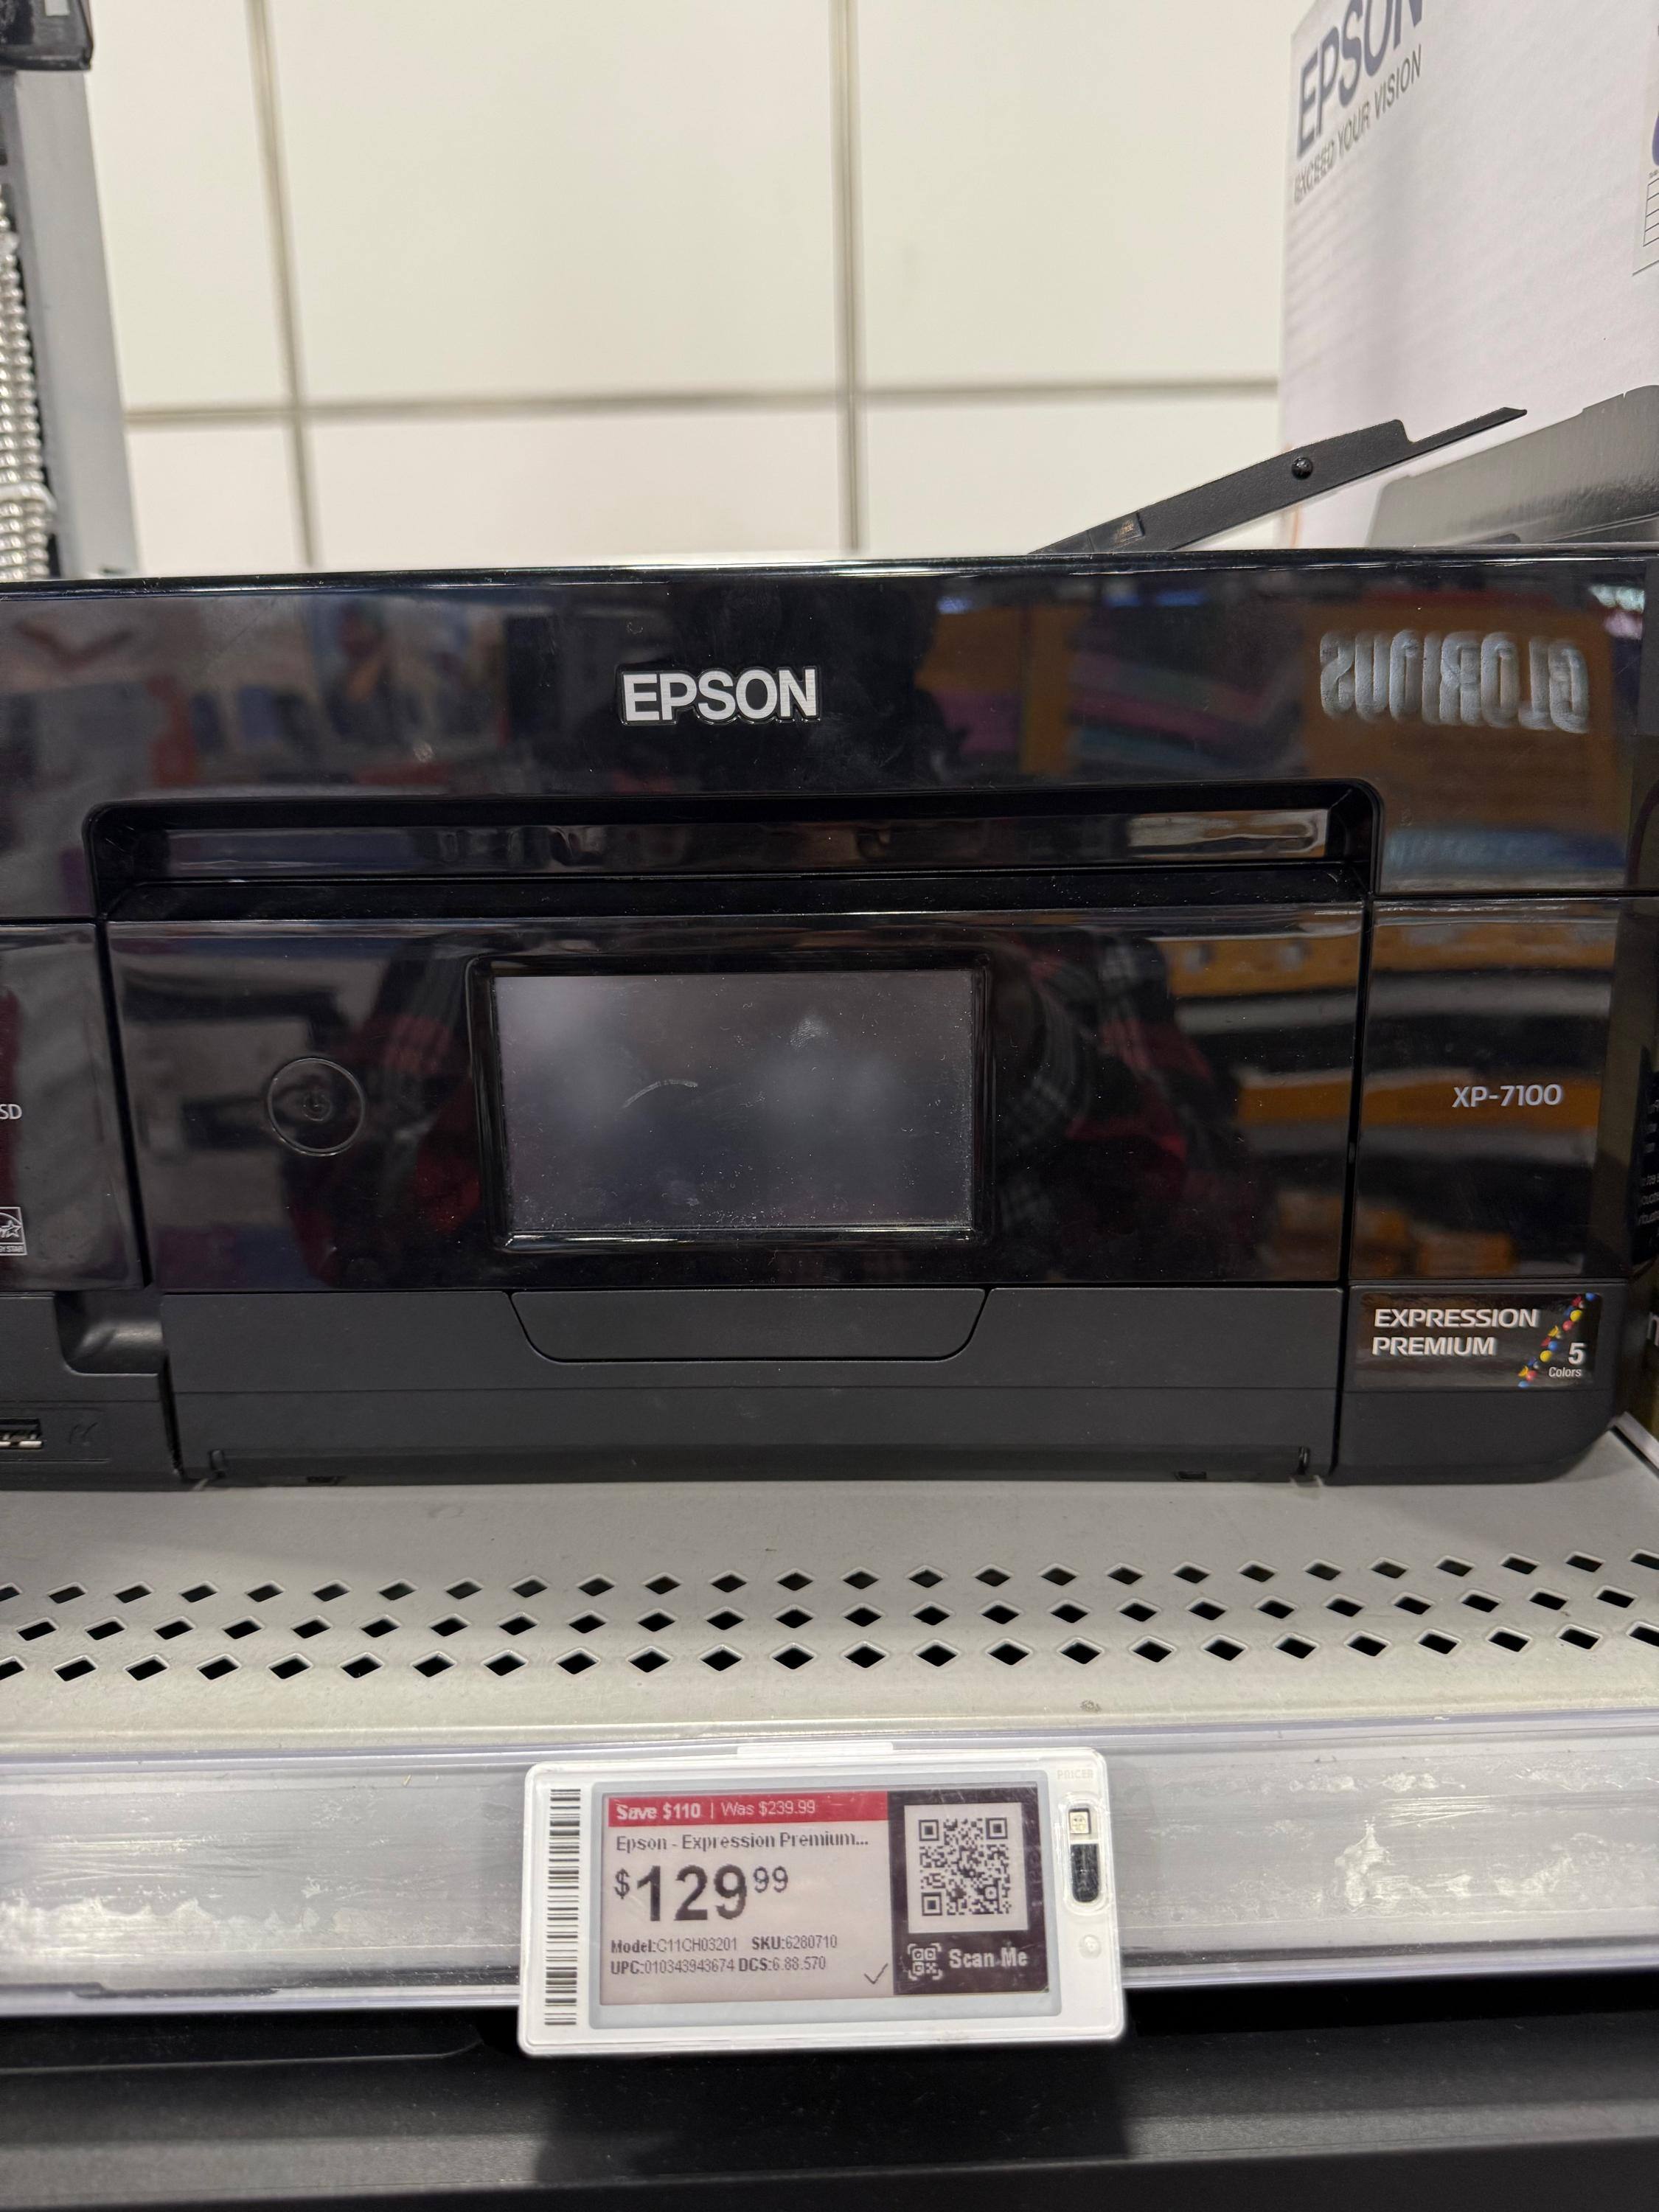 EPSON
EXCEED YOUR VISION
EPSON
GLORIOUS
SD
XP-7100
EXPRESSION
PREMIUM
5
Colors
PRICER
Save $110 | Was $239.99
Epson - Expression Premium...
$129 99
Model:C11CH03201 SKU:6280710
UPC:010343943674 DCS:6.88.570
Scan Me